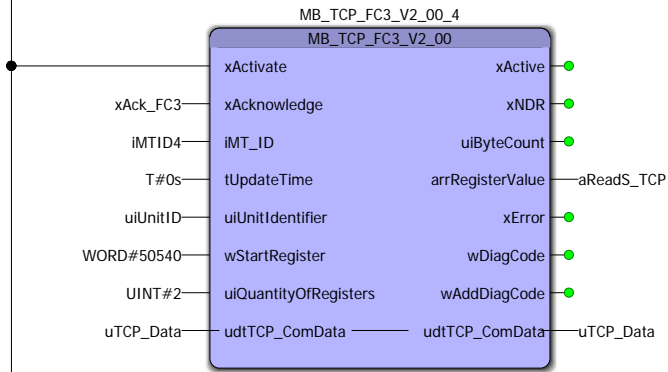 MB_TCP_FC3_V2_00_4
MB_TCP_FC3_V2_00
xActivate xActive
xAck_FC3 xAcknowledge xNDR
iMTID4 iMT_ID uiByteCount
T#0s tUpdateTime arrRegisterValue aReadS_TCP
uiUnitID uiUnitIdentifier xError
WORD#50540 wStartRegister wDiagCode
UINT#2 uiQuantityOfRegisters wAddDiagCode
uTCP_Data udtTCP_ComData udtTCP_ComData uTCP_Data